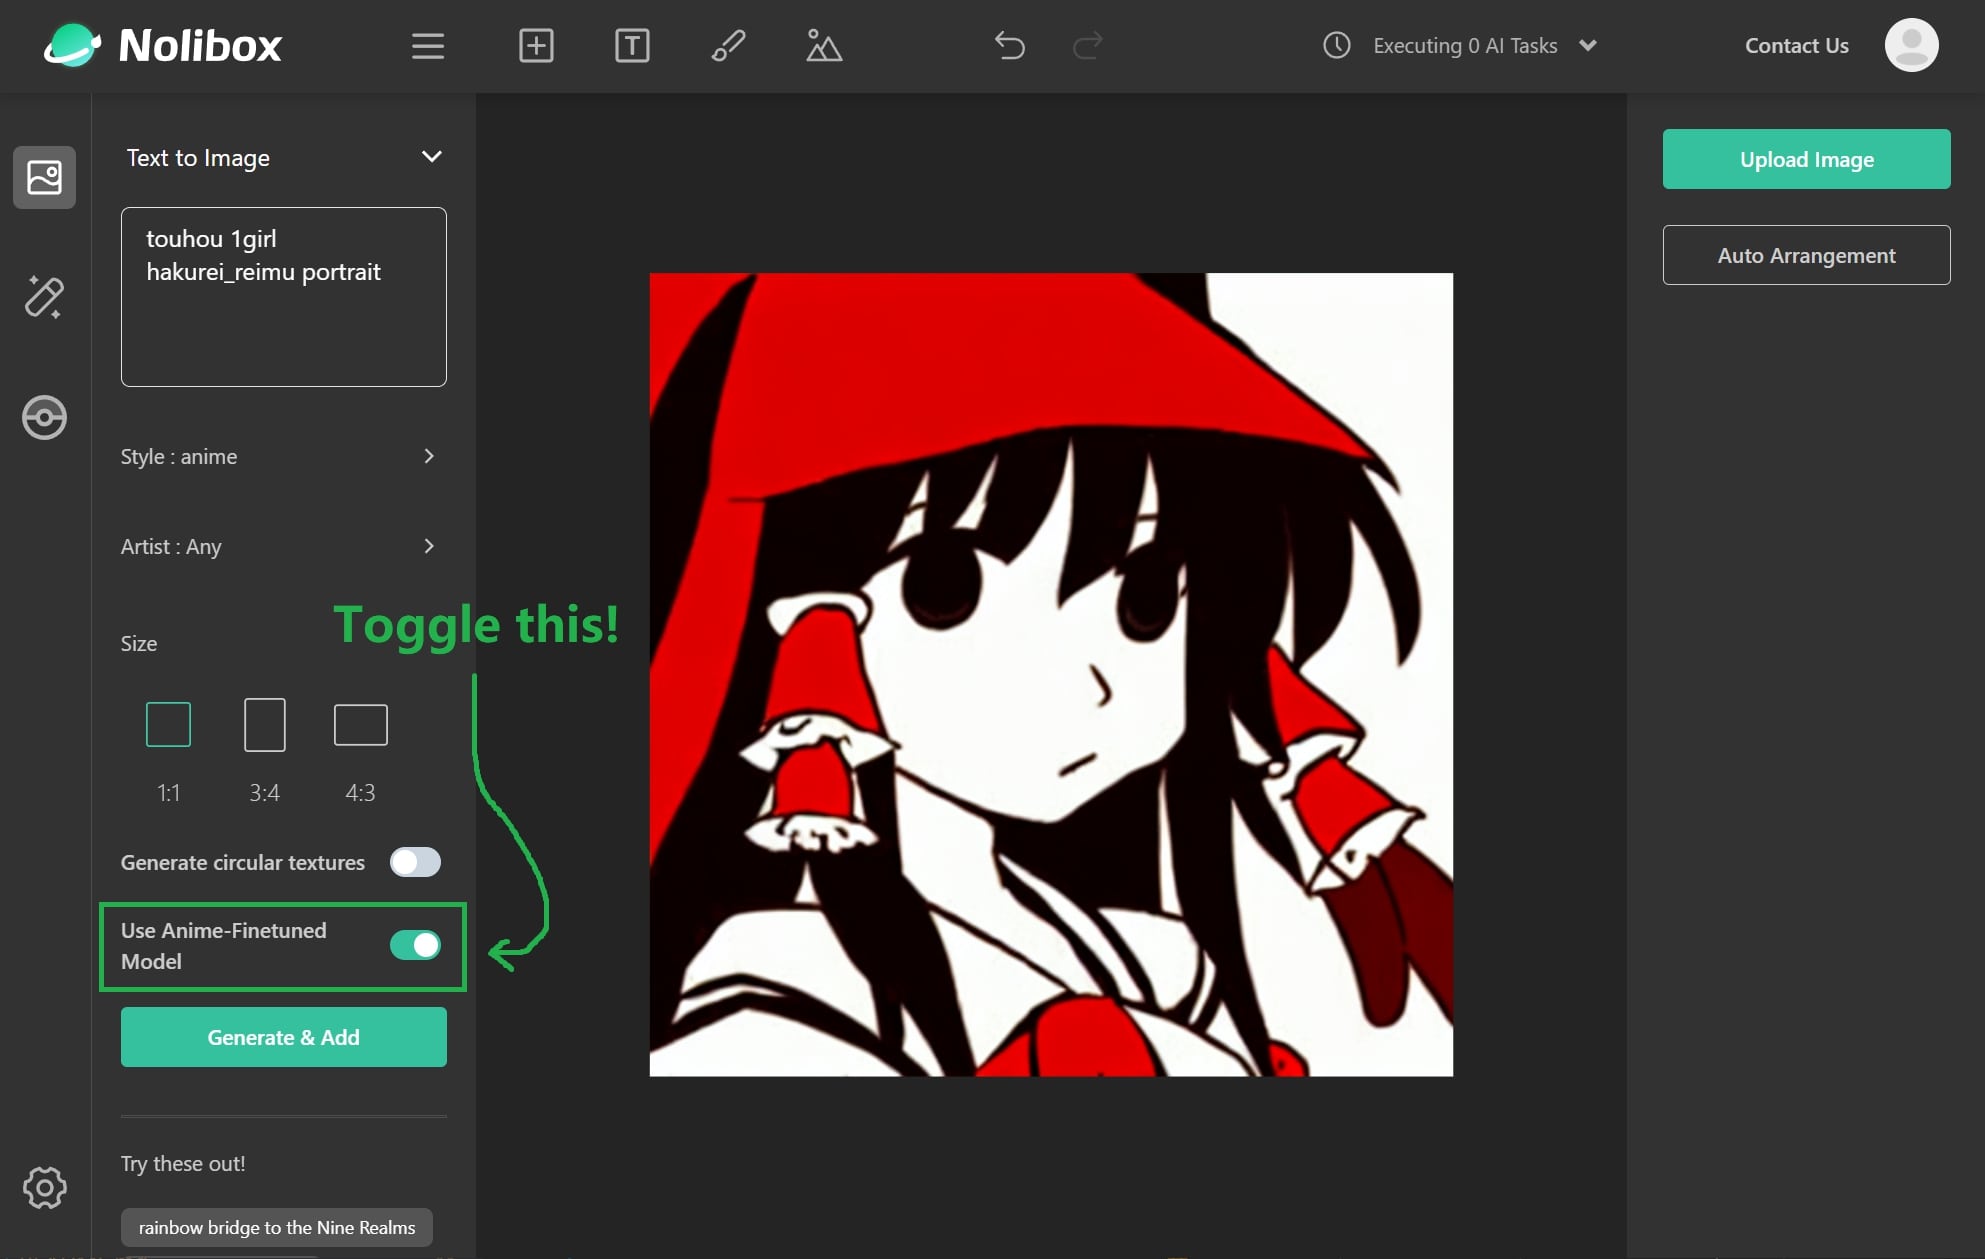 Nolibox
Executing 0 AI Tasks
Contact Us
Text to Image
touhou 1girl
hakurei_reimu portrait
Style : anime
Artist : Any
Toggle this!
Size
1:1
3:4
4:3
Generate circular textures
Use Anime-Finetuned
Model
Generate & Add
Try these out!
rainbow bridge to the Nine Realms
Upload Image
Auto Arrangement